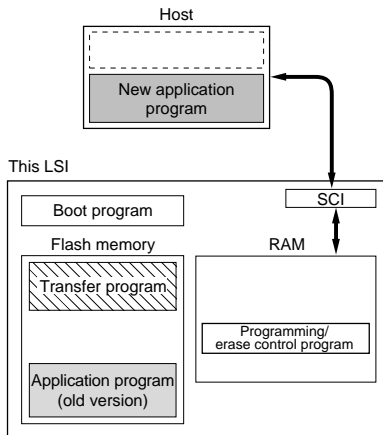 Host
New application
program
This LSI
SCI
Boot program
Flash memory
RAM
Transfer program
Programming/
erase control program
Application program
(old version)